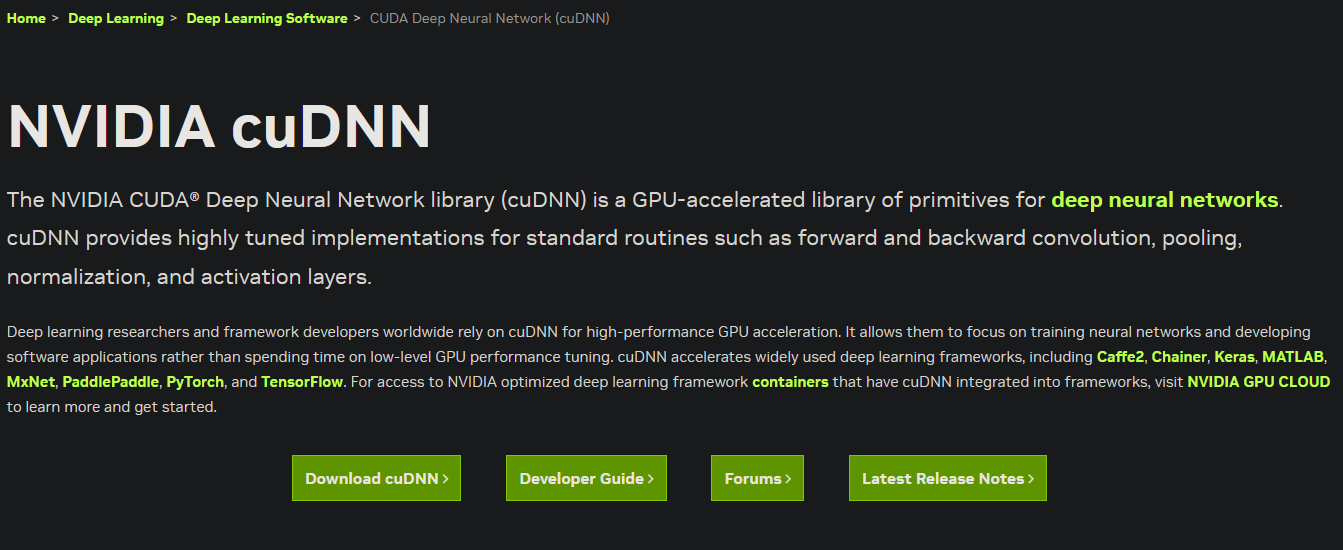 Home > Deep Learning > Deep Learning Software > CUDA Deep Neural Network (cuDNN)
NVIDIA cuDNN
The NVIDIA CUDA® Deep Neural Network library (cuDNN) is a GPU-accelerated library of primitives for deep neural networks.
cuDNN provides highly tuned implementations for standard routines such as forward and backward convolution, pooling,
normalization, and activation layers.
Deep learning researchers and framework developers worldwide rely on cuDNN for high-performance GPU acceleration. It allows them to focus on training neural networks and developing
software applications rather than spending time on low-level GPU performance tuning. cuDNN accelerates widely used deep learning frameworks, including Caffe2, Chainer, Keras, MATLAB,
MxNet, PaddlePaddle, PyTorch, and TensorFlow. For access to NVIDIA optimized deep learning framework containers that have cuDNN integrated into frameworks, visit NVIDIA GPU CLOUD
to learn more and get started.
Download cuDNN > Developer Guide > Forums > Latest Release Notes >